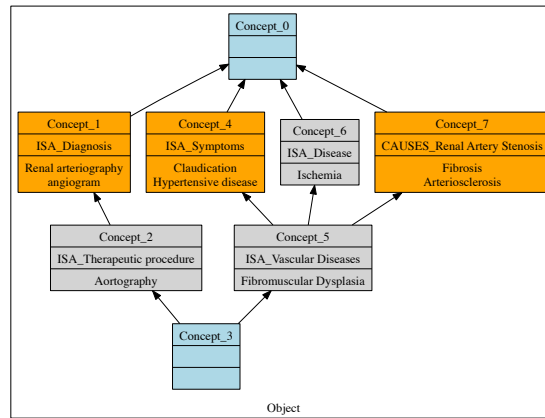 Concept_0
Concept_1
ISA_Diagnosis
Renal arteriography
angiogram
Concept_4
ISA_Symptoms
Claudication
Hypertensive disease
Concept_6
ISA_Disease
Ischemia
Concept_7
CAUSES_Renal Artery Stenosis
Fibrosis
Arteriosclerosis
Concept_2
ISA_Therapeutic procedure
Aortography
Concept_5
ISA_Vascular Diseases
Fibromuscular Dysplasia
Concept_3
Object